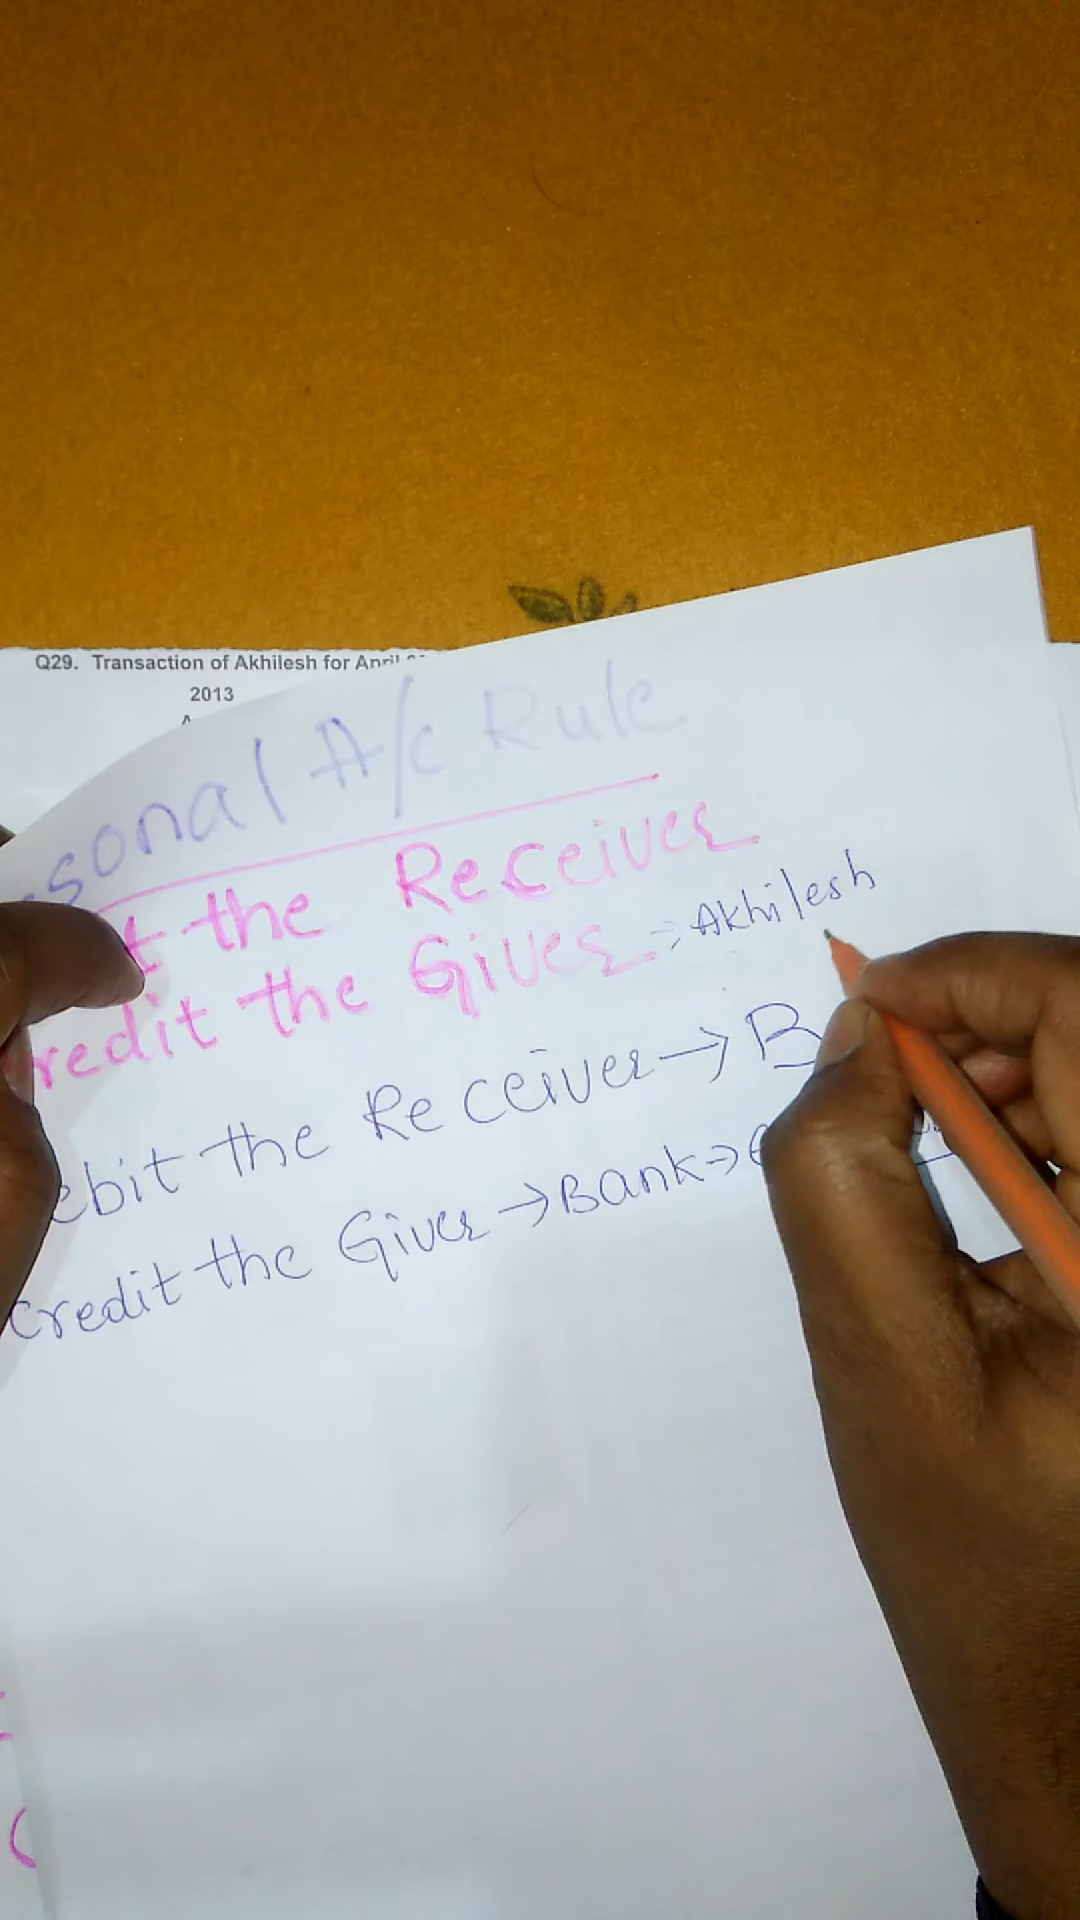 Q29. Transaction of Akhilesh for April
2013
sonal A/c Rule
t the Receiver
redit the Giver => Akhilesh
ebit the Receiver → B
Credit the Giver → Bank =>